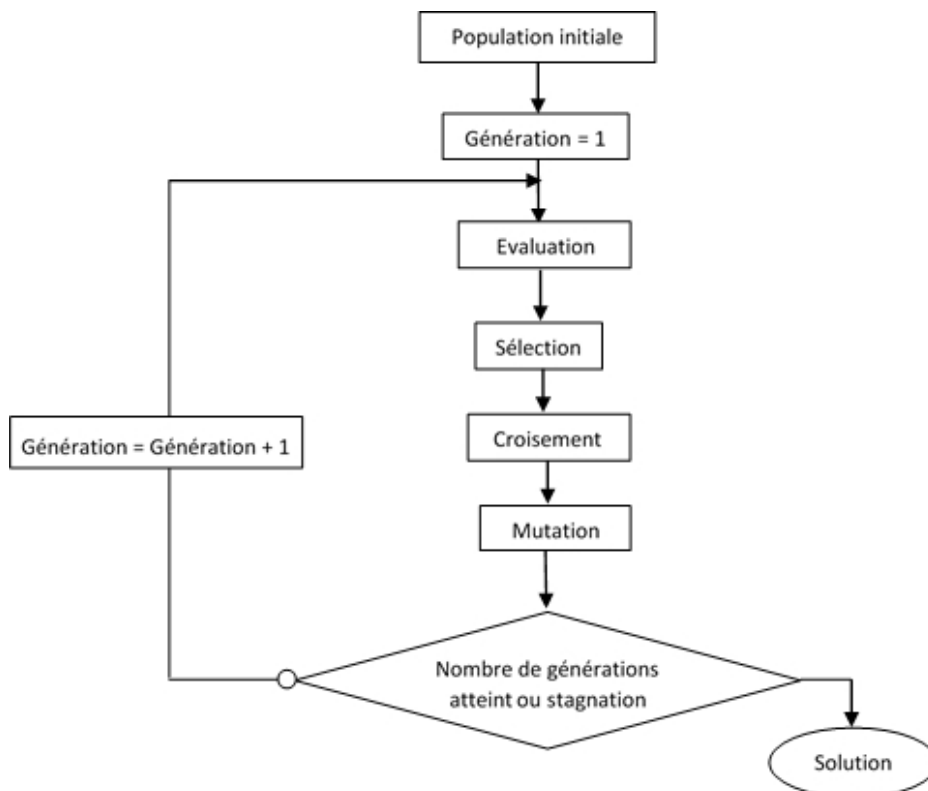 Population initiale
Génération = 1
Evaluation
Sélection
Croisement
Génération = Génération + 1
Mutation
Nombre de générations
atteint ou stagnation
Solution